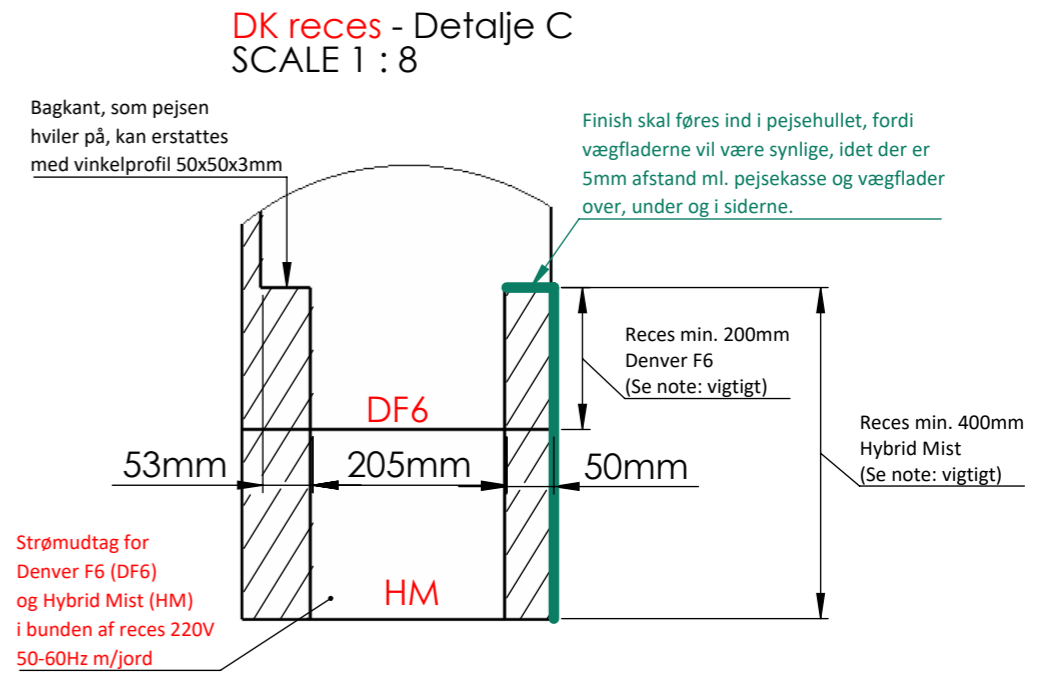 DK reces - Detalje C
SCALE 1 : 8
Bagkant, som pejsen
hviler på, kan erstattes
med vinkelprofil 50x50x3mm
Finish skal føres ind i pejsehullet, fordi
vægfladerne vil være synlige, idet der er
5mm afstand ml. pejsekasse og vægflader
over, under og i siderne.
Reces min. 200mm
Denver F6
(Se note: vigtigt)
DF6
Reces min. 400mm
Hybrid Mist
(Se note: vigtigt)
53mm
205mm
50mm
Strømudtag for
Denver F6 (DF6)
og Hybrid Mist (HM)
i bunden af reces 220V
50-60Hz m/jord
HM